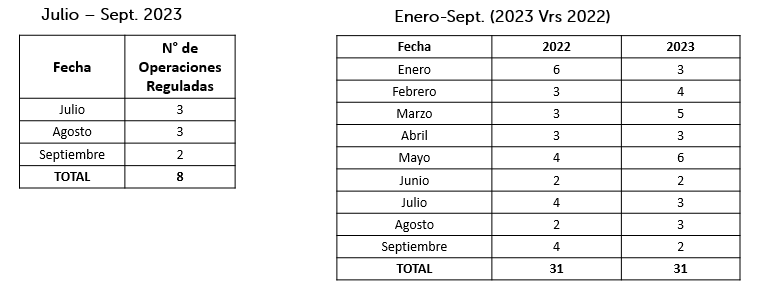 Julio – Sept. 2023
Fecha N° de Operaciones Reguladas
Julio 3
Agosto 3
Septiembre 2
TOTAL 8
Enero-Sept. (2023 Vrs 2022)
Fecha 2022 2023
Enero 6 3
Febrero 3 4
Marzo 3 5
Abril 3 3
Mayo 4 6
Junio 2 2
Julio 4 3
Agosto 2 3
Septiembre 4 2
TOTAL 31 31